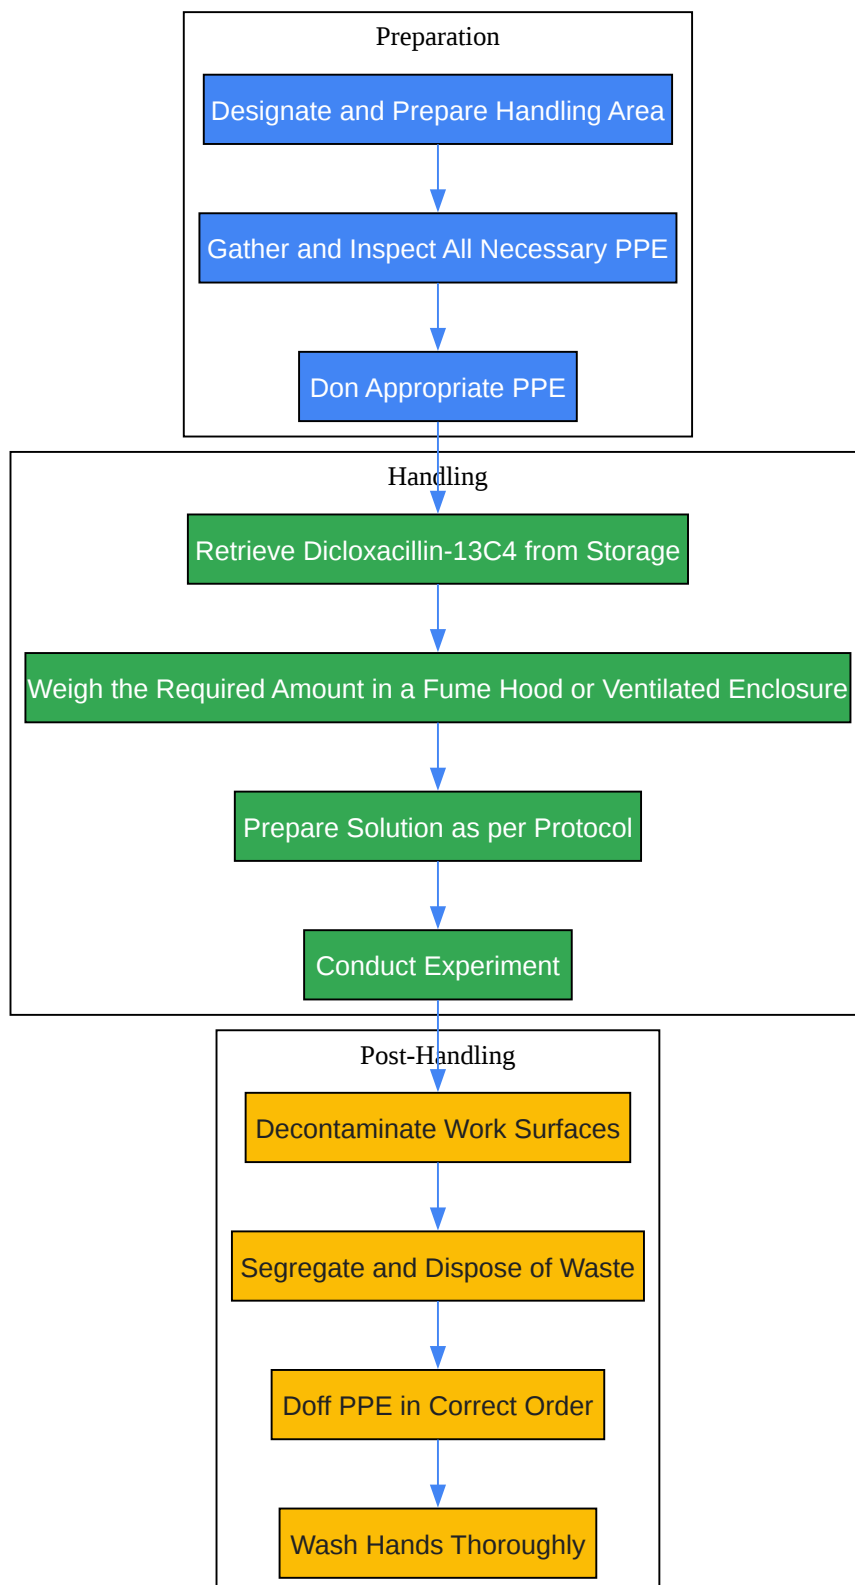 Preparation
Designate and Prepare Handling Area
Gather and Inspect All Necessary PPE
Don Appropriate PPE
Handling
Retrieve Dicloxacillin-13C4 from Storage
Weigh the Required Amount in a Fume Hood or Ventilated Enclosure
Prepare Solution as per Protocol
Conduct Experiment
Post-Handling
Decontaminate Work Surfaces
Segregate and Dispose of Waste
Doff PPE in Correct Order
Wash Hands Thoroughly